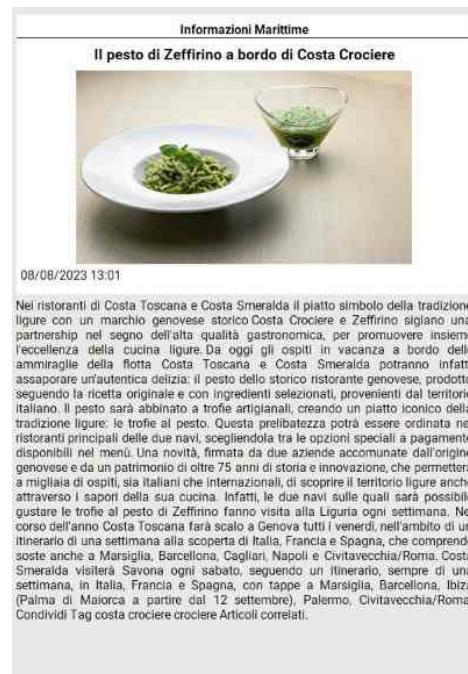 Informazioni Marittime
Il pesto di Zeffirino a bordo di Costa Crociere
08/08/2023 13:01
Nei ristoranti di Costa Toscana e Costa Smeralda il piatto simbolo della tradizione
ligure con un marchio genovese storico Costa Crociere e Zeffirino siglano una
partnership nel segno dell'alta qualità gastronomica, per promuovere insieme
l'eccellenza della cucina ligure. Da oggi gli ospiti in vacanza a bordo delle
ammiraglie della flotta Costa Toscana e Costa Smeralda potranno infatti
assaporare un'autentica delizia: il pesto dello storico ristorante genovese, prodotto
seguendo la ricetta originale e con ingredienti selezionati, provenienti dal territorio
italiano. Il pesto sarà abbinato a trofie artigianali, creando un piatto iconico della
tradizione ligure: le trofie al pesto. Questa prelibatezza potrà essere ordinata nei
ristoranti principali delle due navi, scegliendola tra le opzioni speciali a pagamento
disponibili nel menù. Una novità, firmata da due aziende accomunate dall'origine
genovese e da un patrimonio di oltre 75 anni di storia e innovazione, che permetterà
a migliaia di ospiti, sia italiani che internazionali, di scoprire il territorio ligure anche
attraverso i sapori della sua cucina. Infatti, le due navi sulle quali sarà possibile
gustare le trofie al pesto di Zeffirino fanno visita alla Liguria ogni settimana. Nel
corso dell'anno Costa Toscana farà scalo a Genova tutti i venerdì, nell'ambito di un
itinerario di una settimana alla scoperta di Italia, Francia e Spagna, che comprende
soste anche a Marsiglia, Barcellona, Cagliari, Napoli e Civitavecchia/Roma. Costa
Smeralda visiterà Savona ogni sabato, seguendo un itinerario, sempre di una
settimana, in Italia, Francia e Spagna, con tappe a Marsiglia, Barcellona, Ibiza
(Palma di Maiorca a partire dal 12 settembre), Palermo, Civitavecchia/Roma.
Condividi Tag costa crociere crociere Articoli correlati.